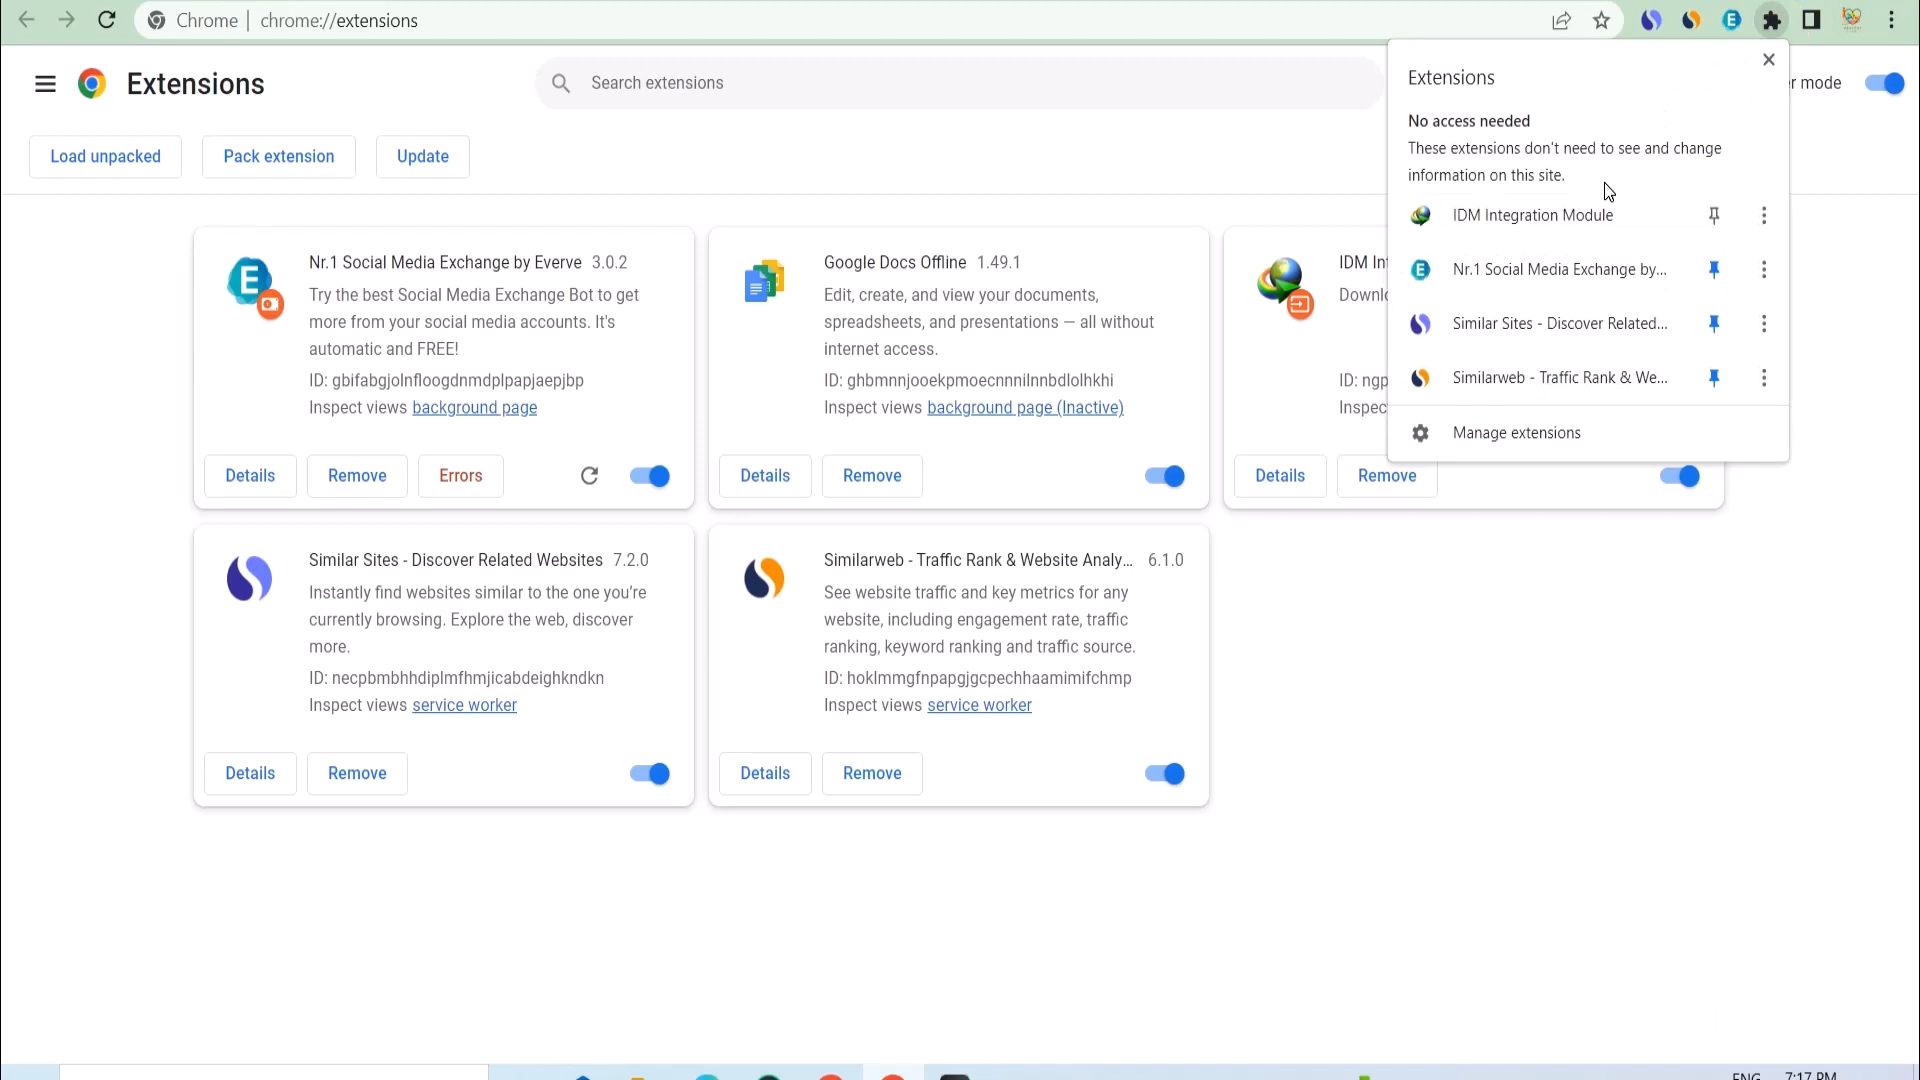 Chrome | chrome://extensions
Extensions
Search extensions
r mode
Load unpacked
Pack extension
Update
Extensions
No access needed
These extensions don't need to see and change
information on this site.
IDM Integration Module
Nr.1 Social Media Exchange by...
Similar Sites - Discover Related...
Similarweb - Traffic Rank & We...
Manage extensions
Nr.1 Social Media Exchange by Everve 3.0.2
Try the best Social Media Exchange Bot to get
more from your social media accounts. It's
automatic and FREE!
ID: gbifabgjolnfloogdnmdplpapjaepjbp
Inspect views background page
Details
Remove
Errors
Google Docs Offline 1.49.1
Edit, create, and view your documents,
spreadsheets, and presentations — all without
internet access.
ID: ghbmnnjooekpmoecnnnilnnbdlolhkhi
Inspect views background page (Inactive)
Details
Remove
IDM In
Downlo
ID: ngp
Inspec
Details
Remove
Similar Sites - Discover Related Websites 7.2.0
Instantly find websites similar to the one you're
currently browsing. Explore the web, discover
more.
ID: necpbmbhhdiplmfhmjicabdeighkndkn
Inspect views service worker
Details
Remove
Similarweb - Traffic Rank & Website Analy... 6.1.0
See website traffic and key metrics for any
website, including engagement rate, traffic
ranking, keyword ranking and traffic source.
ID: hoklmmgfnpapgjgcpechhaamimifchmp
Inspect views service worker
Details
Remove
ENG
7:17 PM